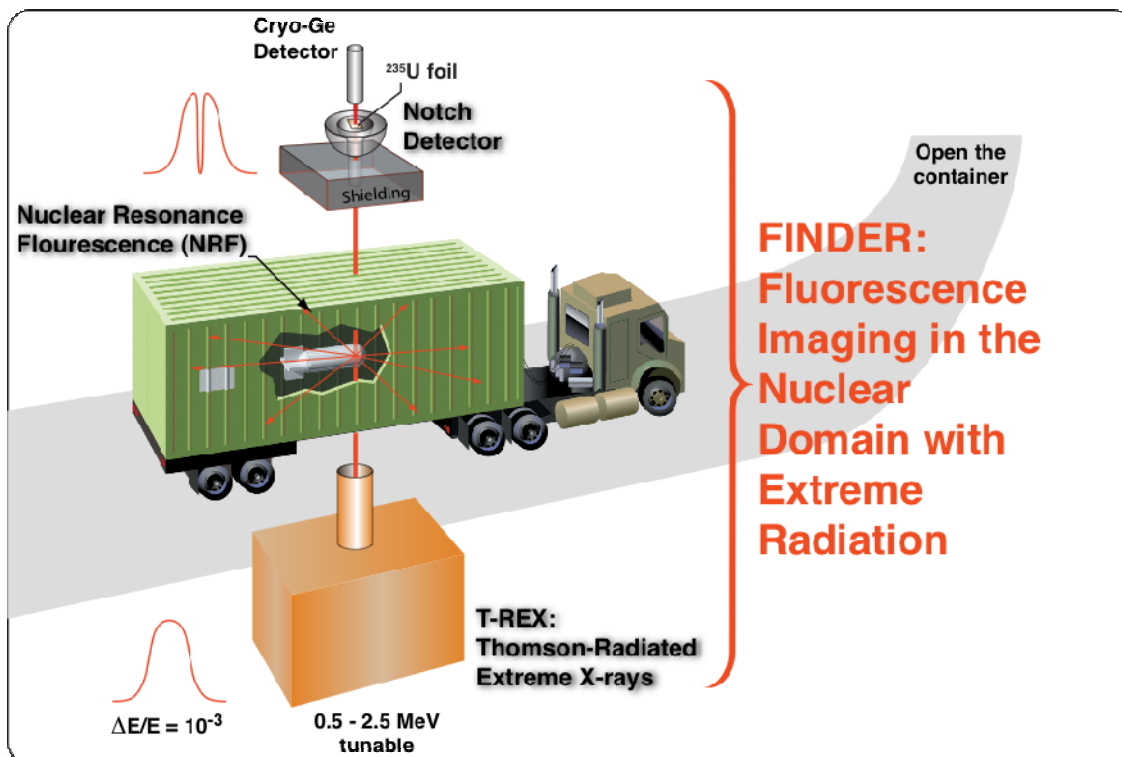 Cryo-Ge
Detector
²³⁵U foil
Notch
Detector
Shielding
Nuclear Resonance
Flourescence (NRF)
Open the
container
FINDER:
Fluorescence
Imaging in the
Nuclear
Domain with
Extreme
Radiation
T-REX:
Thomson-Radiated
Extreme X-rays
ΔE/E = 10⁻³
0.5 - 2.5 MeV
tunable